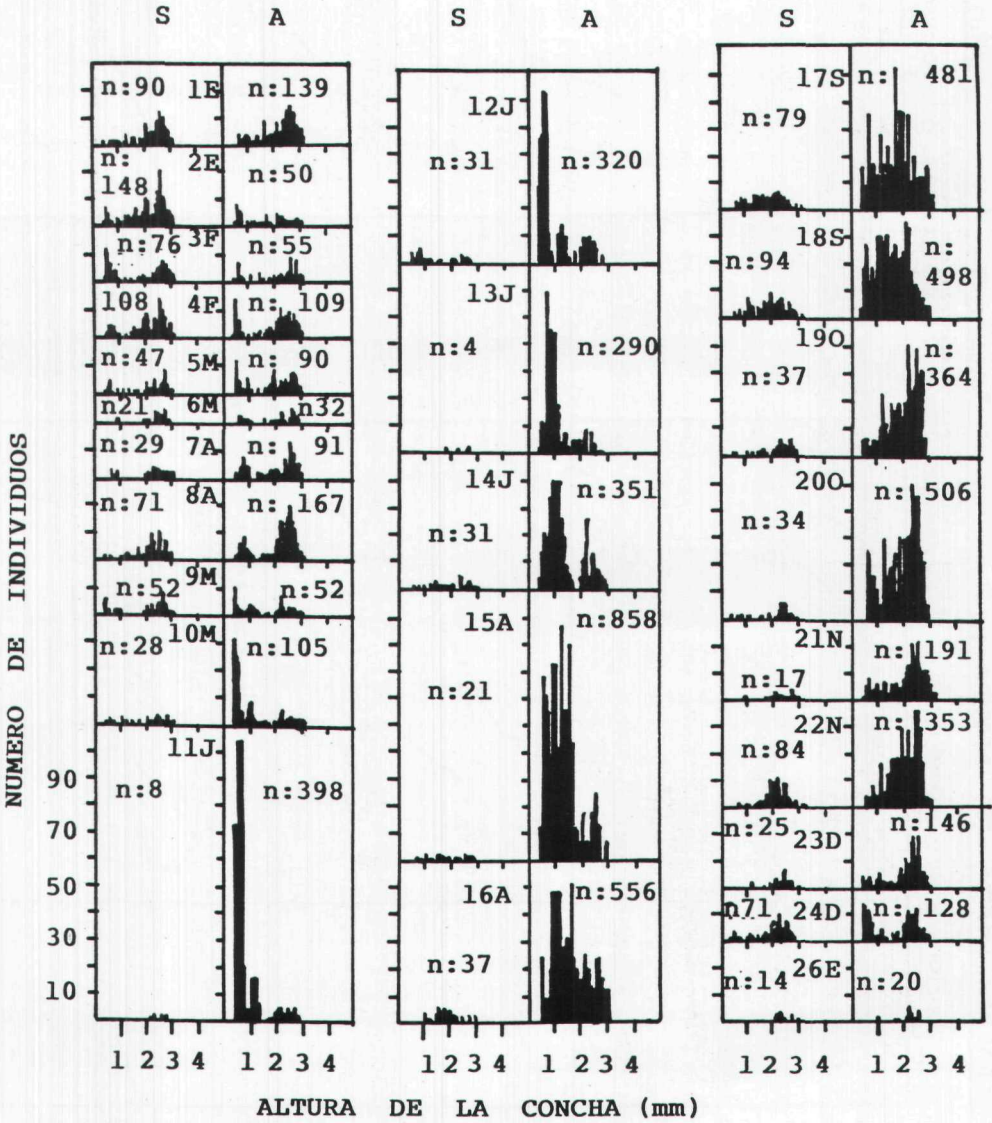 S A
n:90 1E n:139
n: 148 2E n:50
n:76 3F n:55
108 4F n: 109
n:47 5M n: 90
n21 6M n32
n:29 7A n: 91
n:71 8A n: 167
n:52 9M n:52
n:28 10M n:105
11J
n:8 n:398
90
70
50
30
10
1 2 3 4 1 2 3 4
S A
12J
n:31 n:320
13J
n:4 n:290
14J n:351
n:31
15A n:858
n:21
16A n:556
n:37
1 2 3 4 1 2 3 4
S A
17S n: 481
n:79
18S
n:94 n: 498
19O n:
n:37 364
20O n: 506
n:34
21N n: 191
n:17
22N n: 353
n:84
n:25 23D n:146
n71 24D n: 128
n:14 26E n:20
1 2 3 4 1 2 3 4
NUMERO DE INDIVIDUOS
ALTURA DE LA CONCHA (mm)